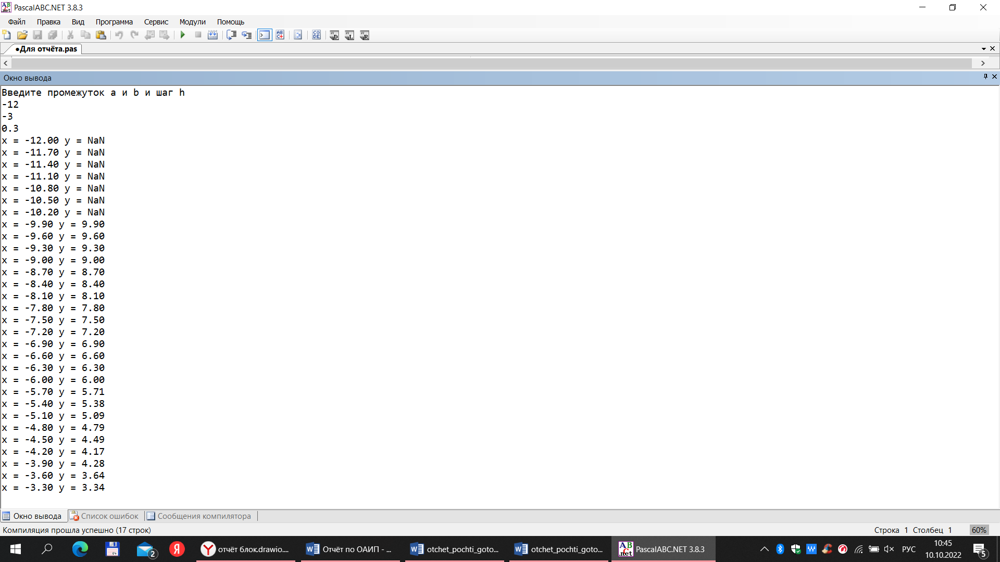 PascalABC.NET 3.8.3
Файл Правка Вид Программа Сервис Модули Помощь
•Для отчёта.pas
Окно вывода
Введите промежуток a и b и шаг h
-12
-3
0.3
x = -12.00 y = NaN
x = -11.70 y = NaN
x = -11.40 y = NaN
x = -11.10 y = NaN
x = -10.80 y = NaN
x = -10.50 y = NaN
x = -10.20 y = NaN
x = -9.90 y = 9.90
x = -9.60 y = 9.60
x = -9.30 y = 9.30
x = -9.00 y = 9.00
x = -8.70 y = 8.70
x = -8.40 y = 8.40
x = -8.10 y = 8.10
x = -7.80 y = 7.80
x = -7.50 y = 7.50
x = -7.20 y = 7.20
x = -6.90 y = 6.90
x = -6.60 y = 6.60
x = -6.30 y = 6.30
x = -6.00 y = 6.00
x = -5.70 y = 5.71
x = -5.40 y = 5.38
x = -5.10 y = 5.09
x = -4.80 y = 4.79
x = -4.50 y = 4.49
x = -4.20 y = 4.17
x = -3.90 y = 4.28
x = -3.60 y = 3.64
x = -3.30 y = 3.34
Окно вывода Список ошибок Сообщения компилятора
Компиляция прошла успешно (17 строк) Строка 1 Столбец 1 60%
2 Я отчёт блок.drawio.... Отчёт по ОАИП - ... otchet_pochti_goto... otchet_pochti_goto... PascalABC.NET 3.8.3 РУС 10:45
10.10.2022 5